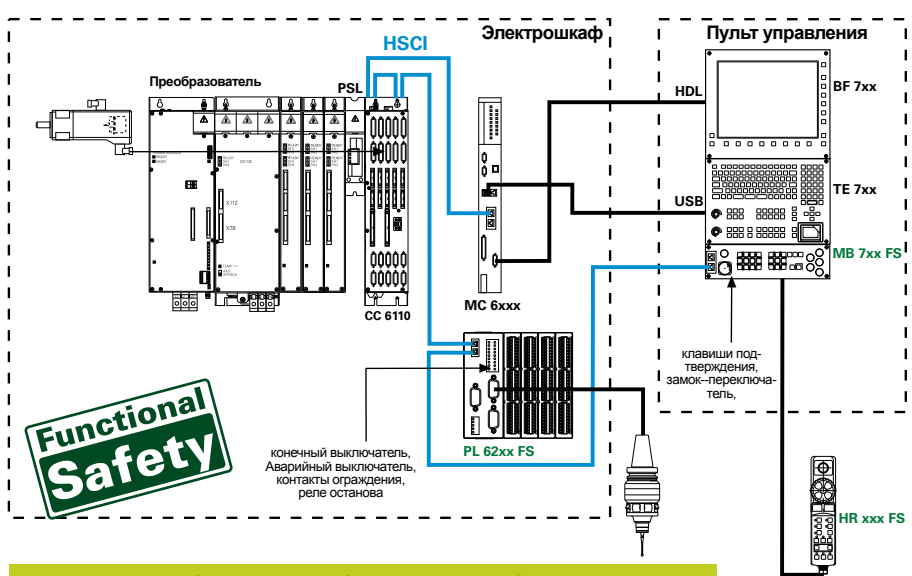 HSCI
Электрошкаф
Пульт управления
Преобразователь
PSL
HDL
BF 7xx
USB
TE 7xx
X112
X79
MB 7xx FS
MC 6xxx
CC 6110
клавиши под-
тверждения,
замок--переключа-
тель,
Functional
Safety
конечный выключатель,
Аварийный выключатель,
контакты ограждения,
реле останова
PL 62xx FS
HR xxx FS